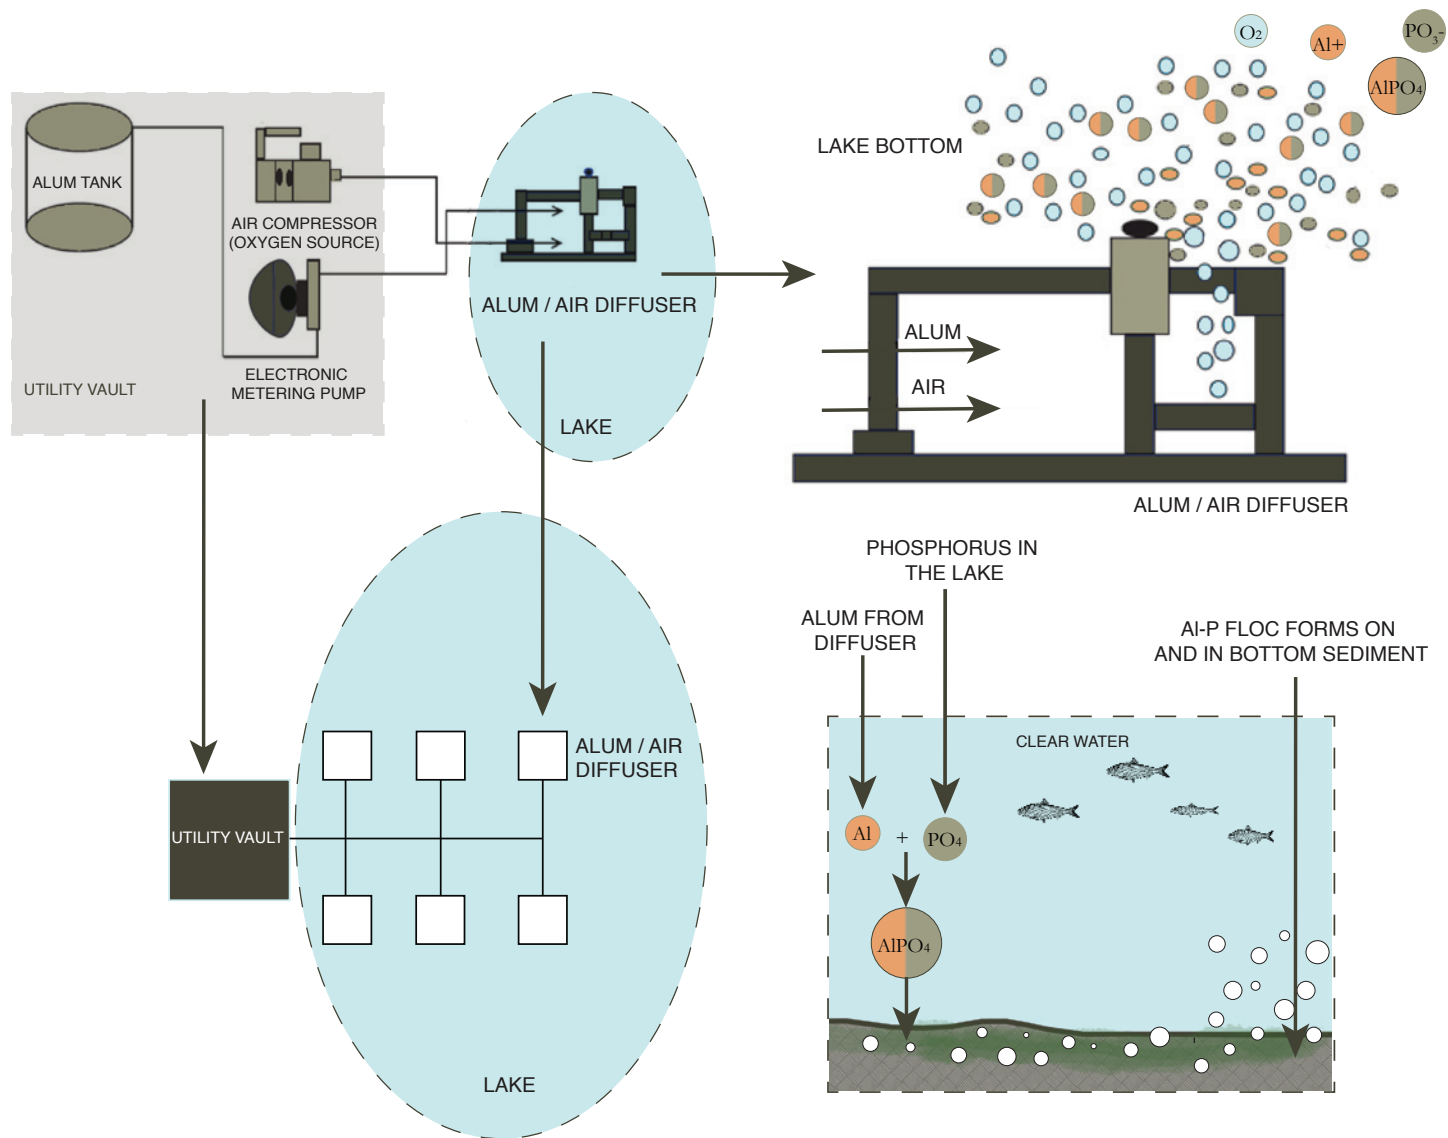 ALUM TANK
AIR COMPRESSOR
(OXYGEN SOURCE)
ELECTRONIC
METERING PUMP
UTILITY VAULT
ALUM / AIR DIFFUSER
LAKE
O2
Al+
PO3-
AlPO4
LAKE BOTTOM
ALUM
AIR
ALUM / AIR DIFFUSER
UTILITY VAULT
ALUM / AIR
DIFFUSER
LAKE
PHOSPHORUS IN
THE LAKE
ALUM FROM
DIFFUSER
Al-P FLOC FORMS ON
AND IN BOTTOM SEDIMENT
CLEAR WATER
Al + PO4
AlPO4